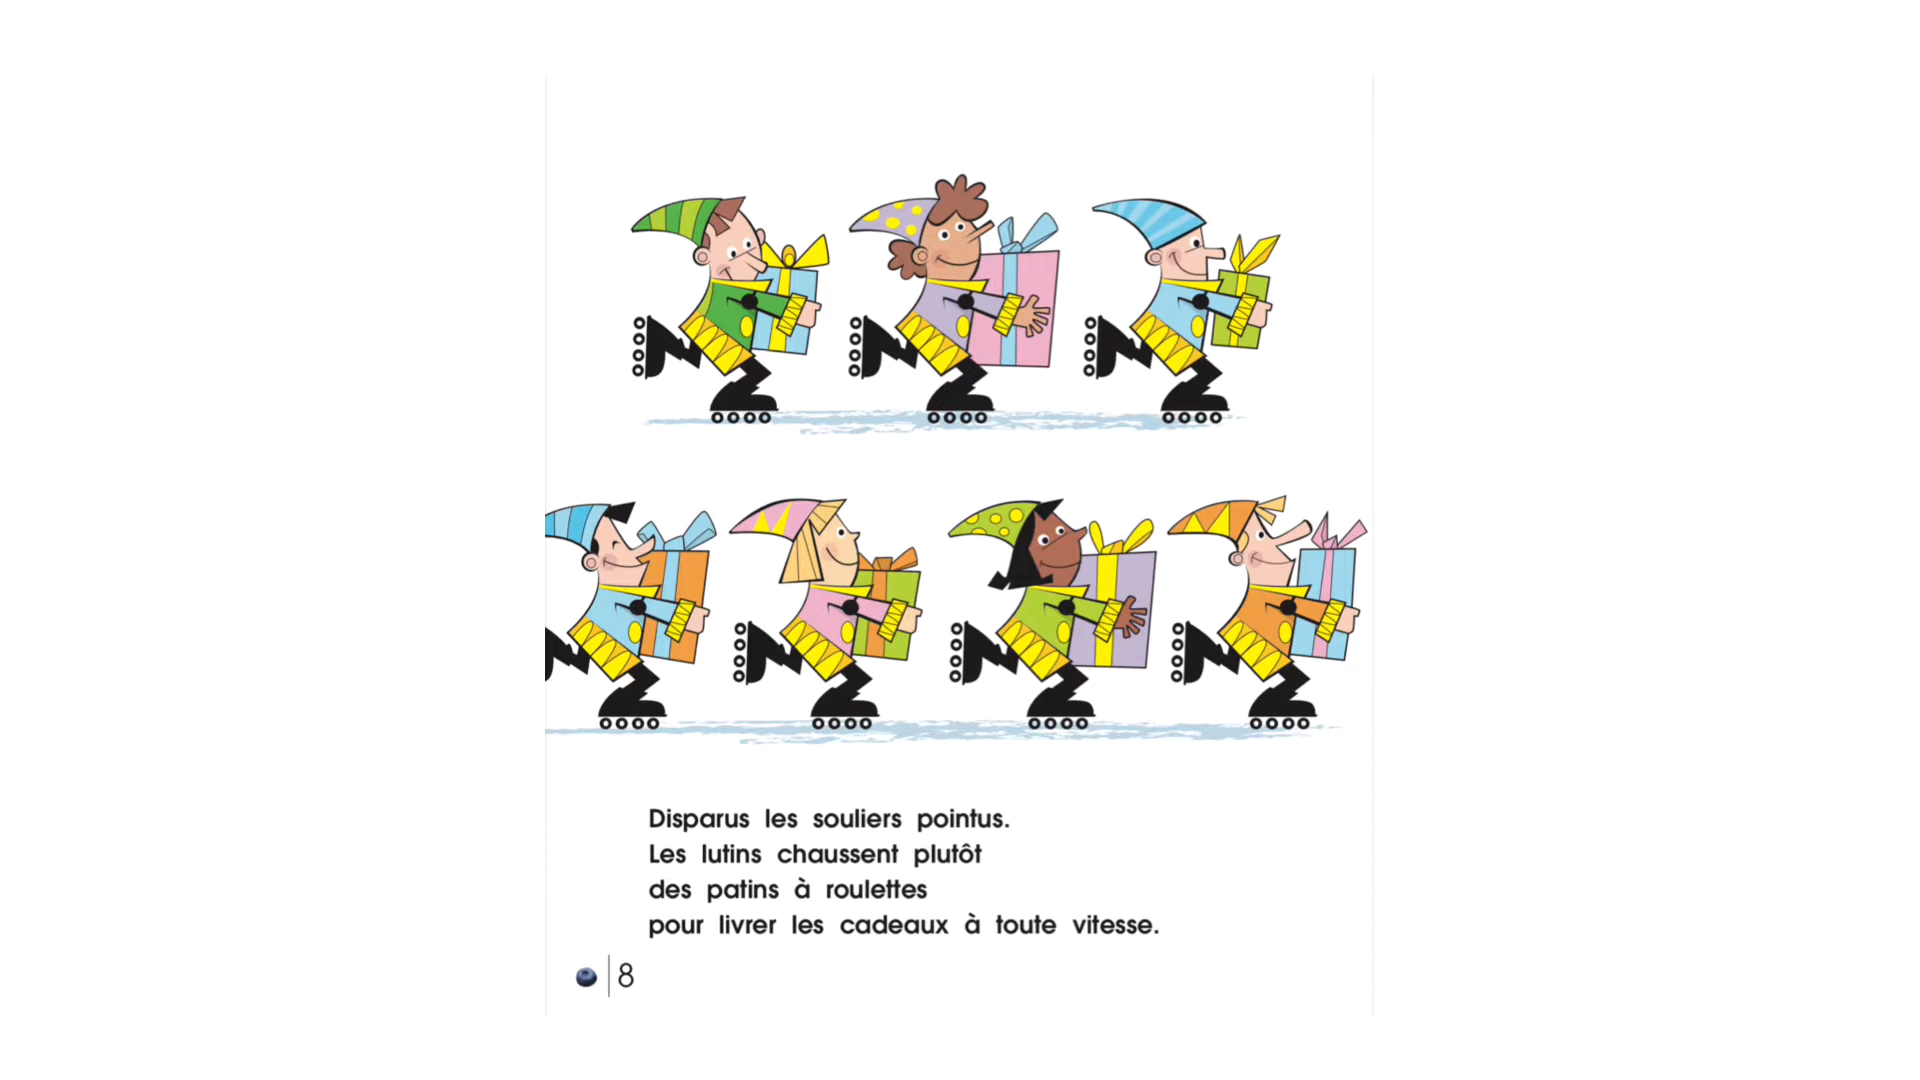 Disparus les souliers pointus.
Les lutins chaussent plutôt
des patins à roulettes
pour livrer les cadeaux à toute vitesse.
8